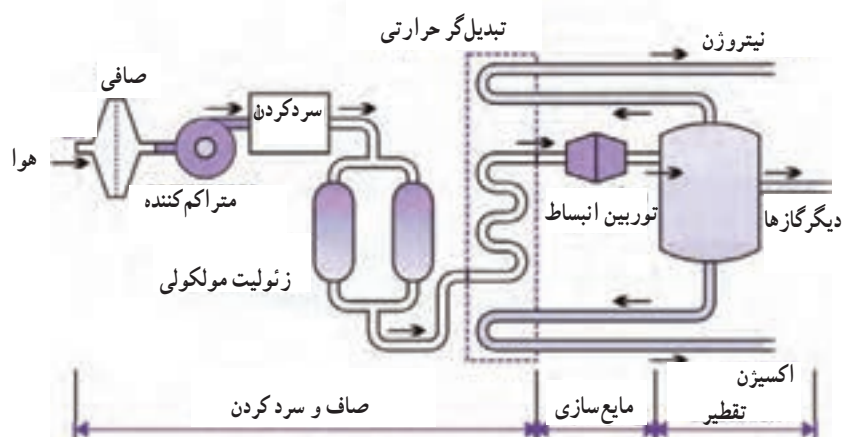 تبدیل‌گر حرارتی
نیتروژن
صافی
سردکردن
هوا
متراکم‌کننده
توربین انبساط
دیگرگازها
زئولیت مولکولی
اکسیژن
صاف و سرد کردن
مایع‌سازی
تقطیر